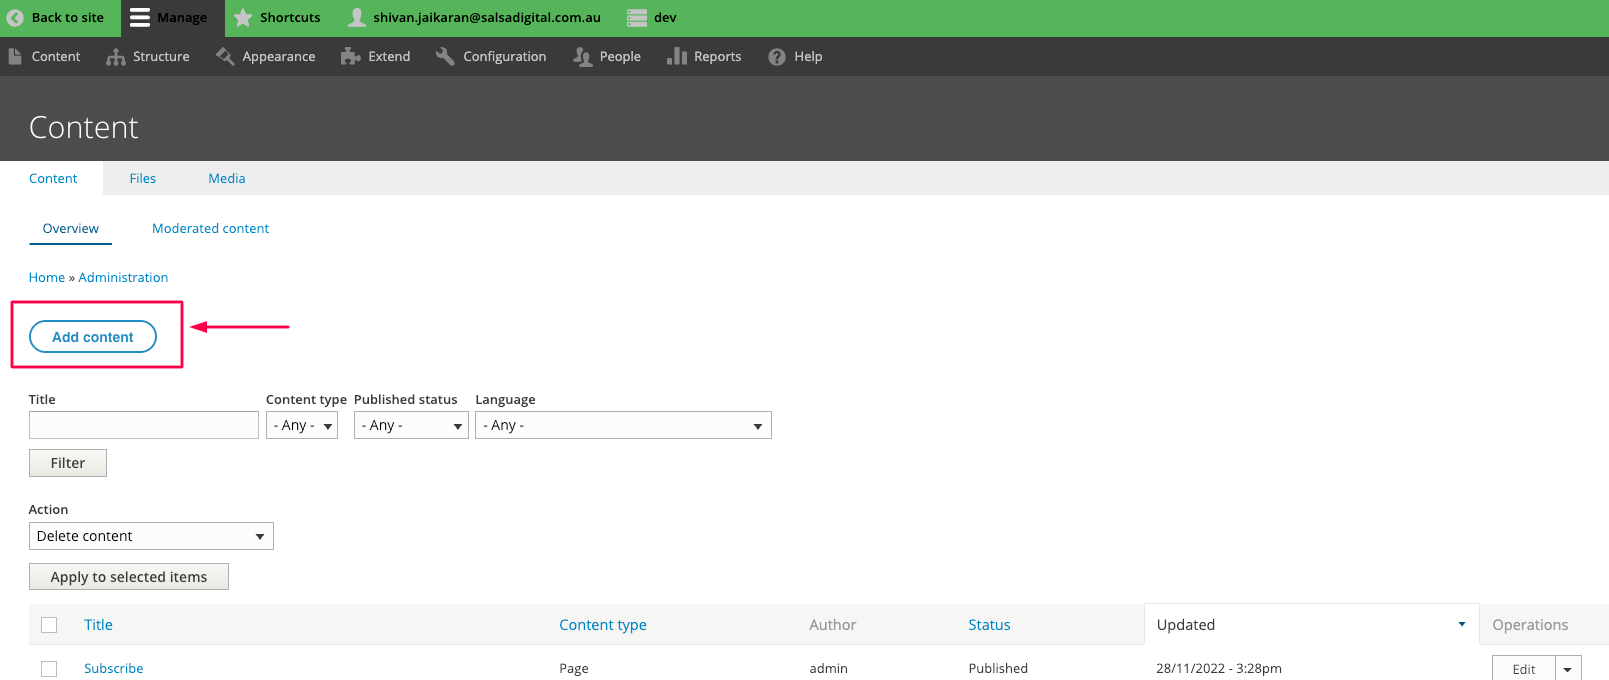 Back to site Manage Shortcuts shivan.jaikaran@salsadigital.com.au dev
Content Structure Appearance Extend Configuration People Reports Help
Content
Content Files Media
Overview Moderated content
Home » Administration
Add content
Title Content type Published status Language
- Any - - Any - - Any -
Filter
Action
Delete content
Apply to selected items
Title Content type Author Status Updated Operations
Subscribe Page admin Published 28/11/2022 - 3:28pm Edit